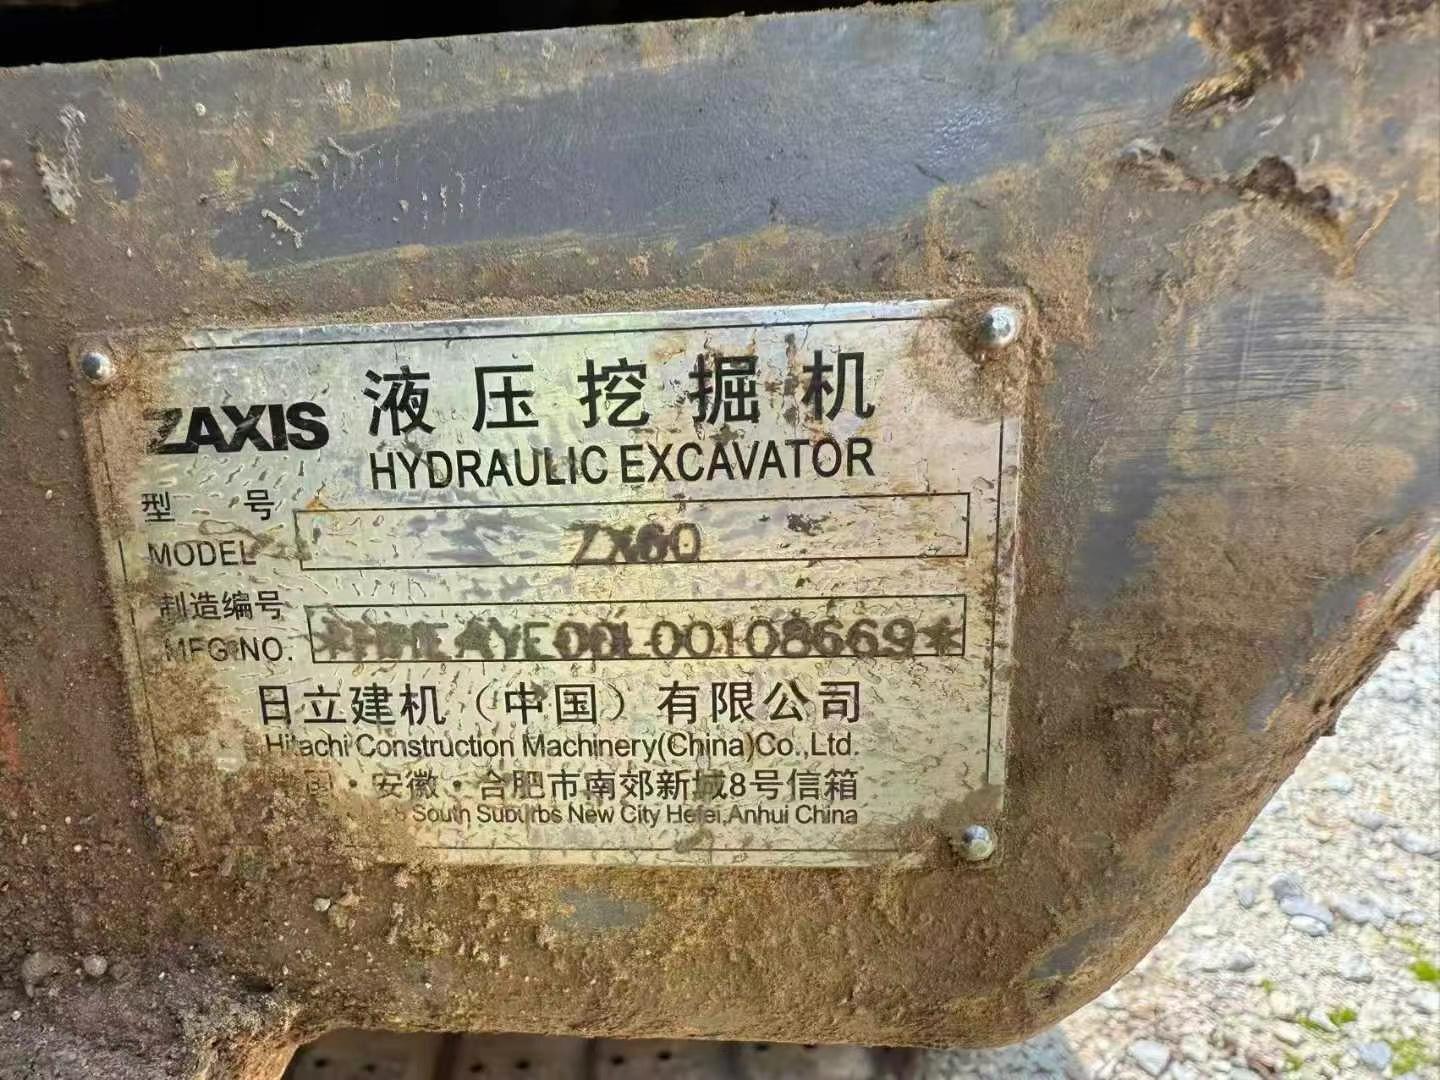 ZAXIS 液压挖掘机
HYDRAULIC EXCAVATOR
型号
MODEL ZX60
制造编号
MFG NO. *HMEAYE00L00108669*
日立建机（中国）有限公司
Hitachi Construction Machinery(China)Co.,Ltd.
国·安徽·合肥市南郊新城8号信箱
South Suburbs New City Hefei,Anhui China